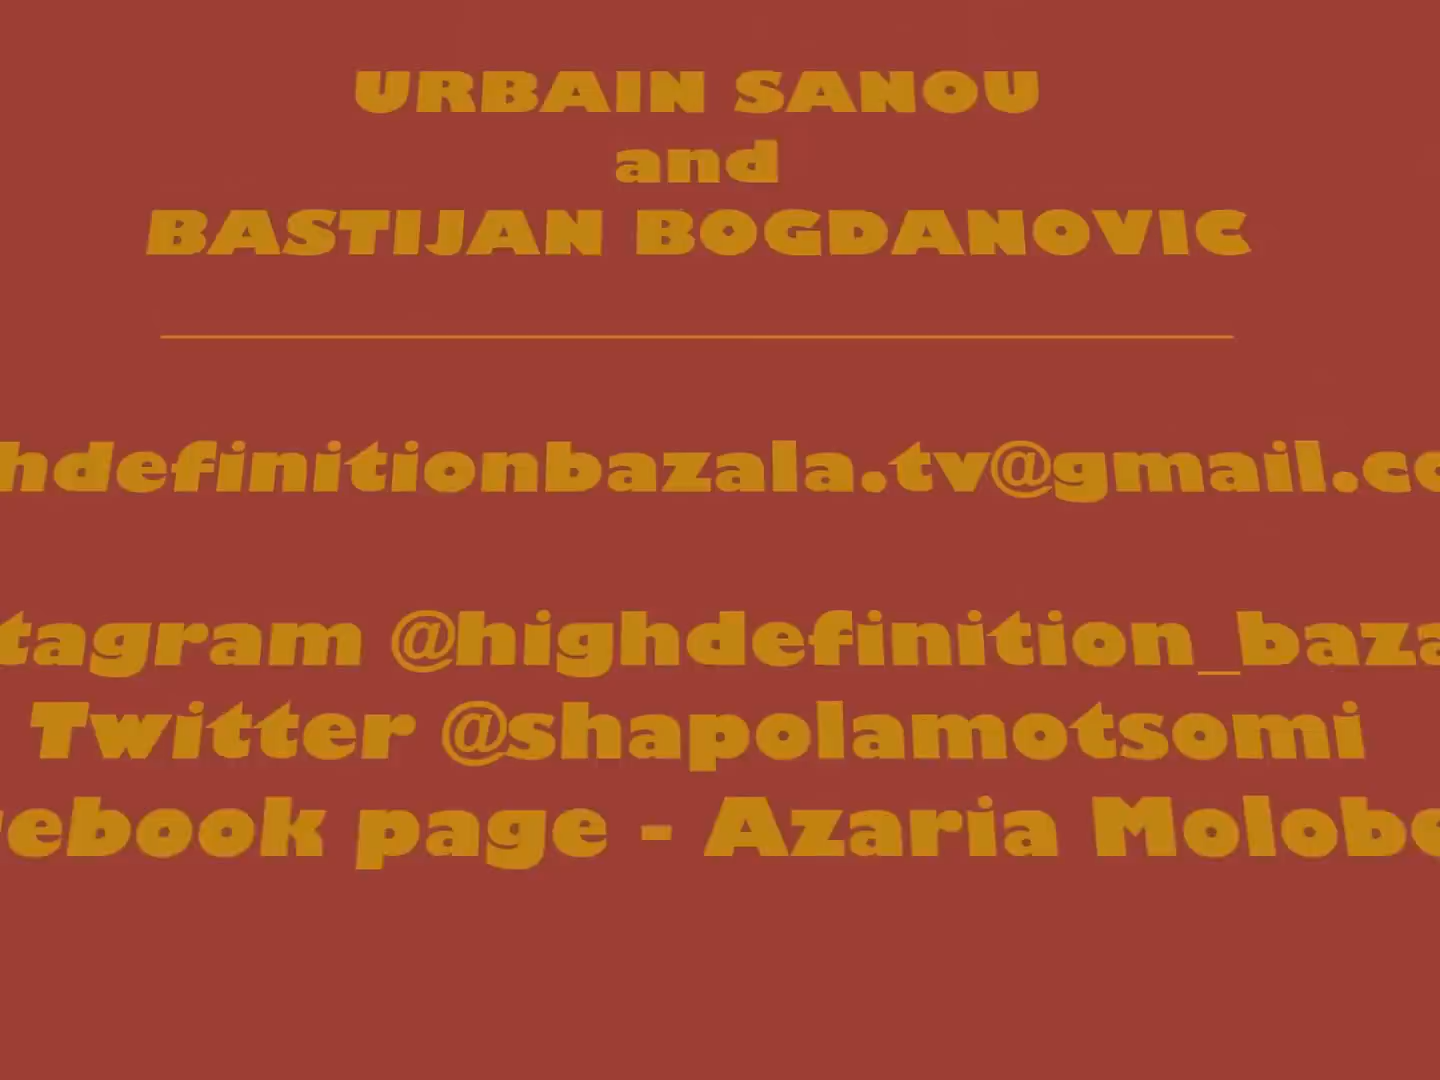 URBAIN SANOU
and
BASTIJAN BOGDANOVIC
hdefinitionbazala.tv@gmail.co
tagram @highdefinition_baza
Twitter @shapolamotsomi
ebook page - Azaria Molob